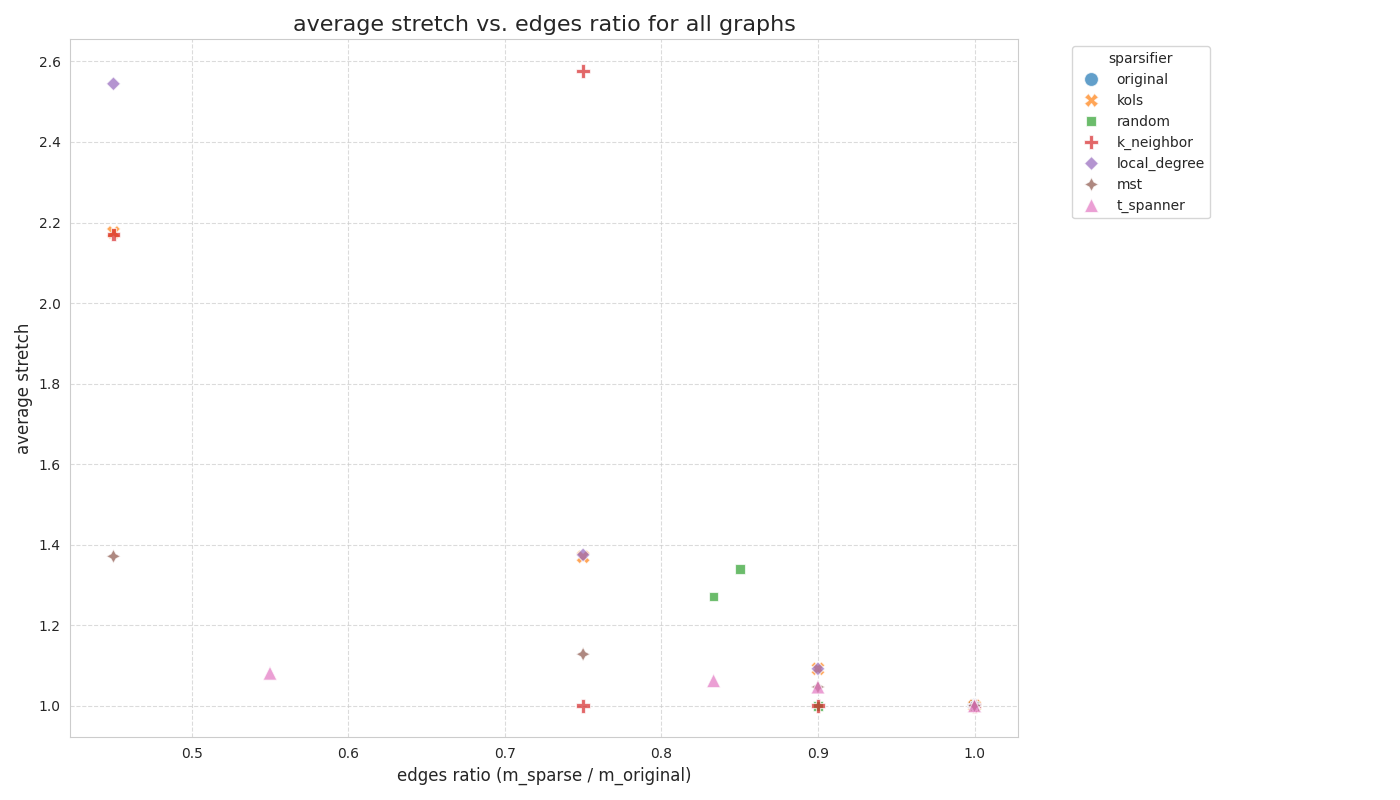 average stretch vs. edges ratio for all graphs
sparsifier
original
kols
random
k_neighbor
local_degree
mst
t_spanner
average stretch
2.6
2.4
2.2
2.0
1.8
1.6
1.4
1.2
1.0
0.5
0.6
0.7
0.8
0.9
1.0
edges ratio (m_sparse / m_original)